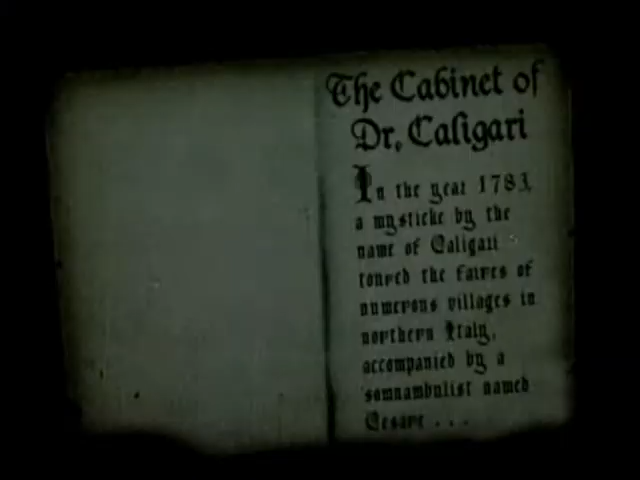 The Cabinet of
Dr. Caligari
In the year 1783,
a mysticke by the
name of Caligari
toured the faires of
numerous villages in
northern Italy,
accompanied by a
somnambulist named
Cesare . . .